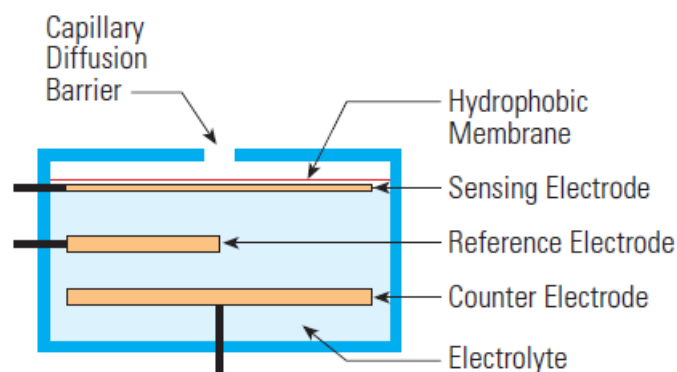 Capillary
Diffusion
Barrier
Hydrophobic
Membrane
Sensing Electrode
Reference Electrode
Counter Electrode
Electrolyte